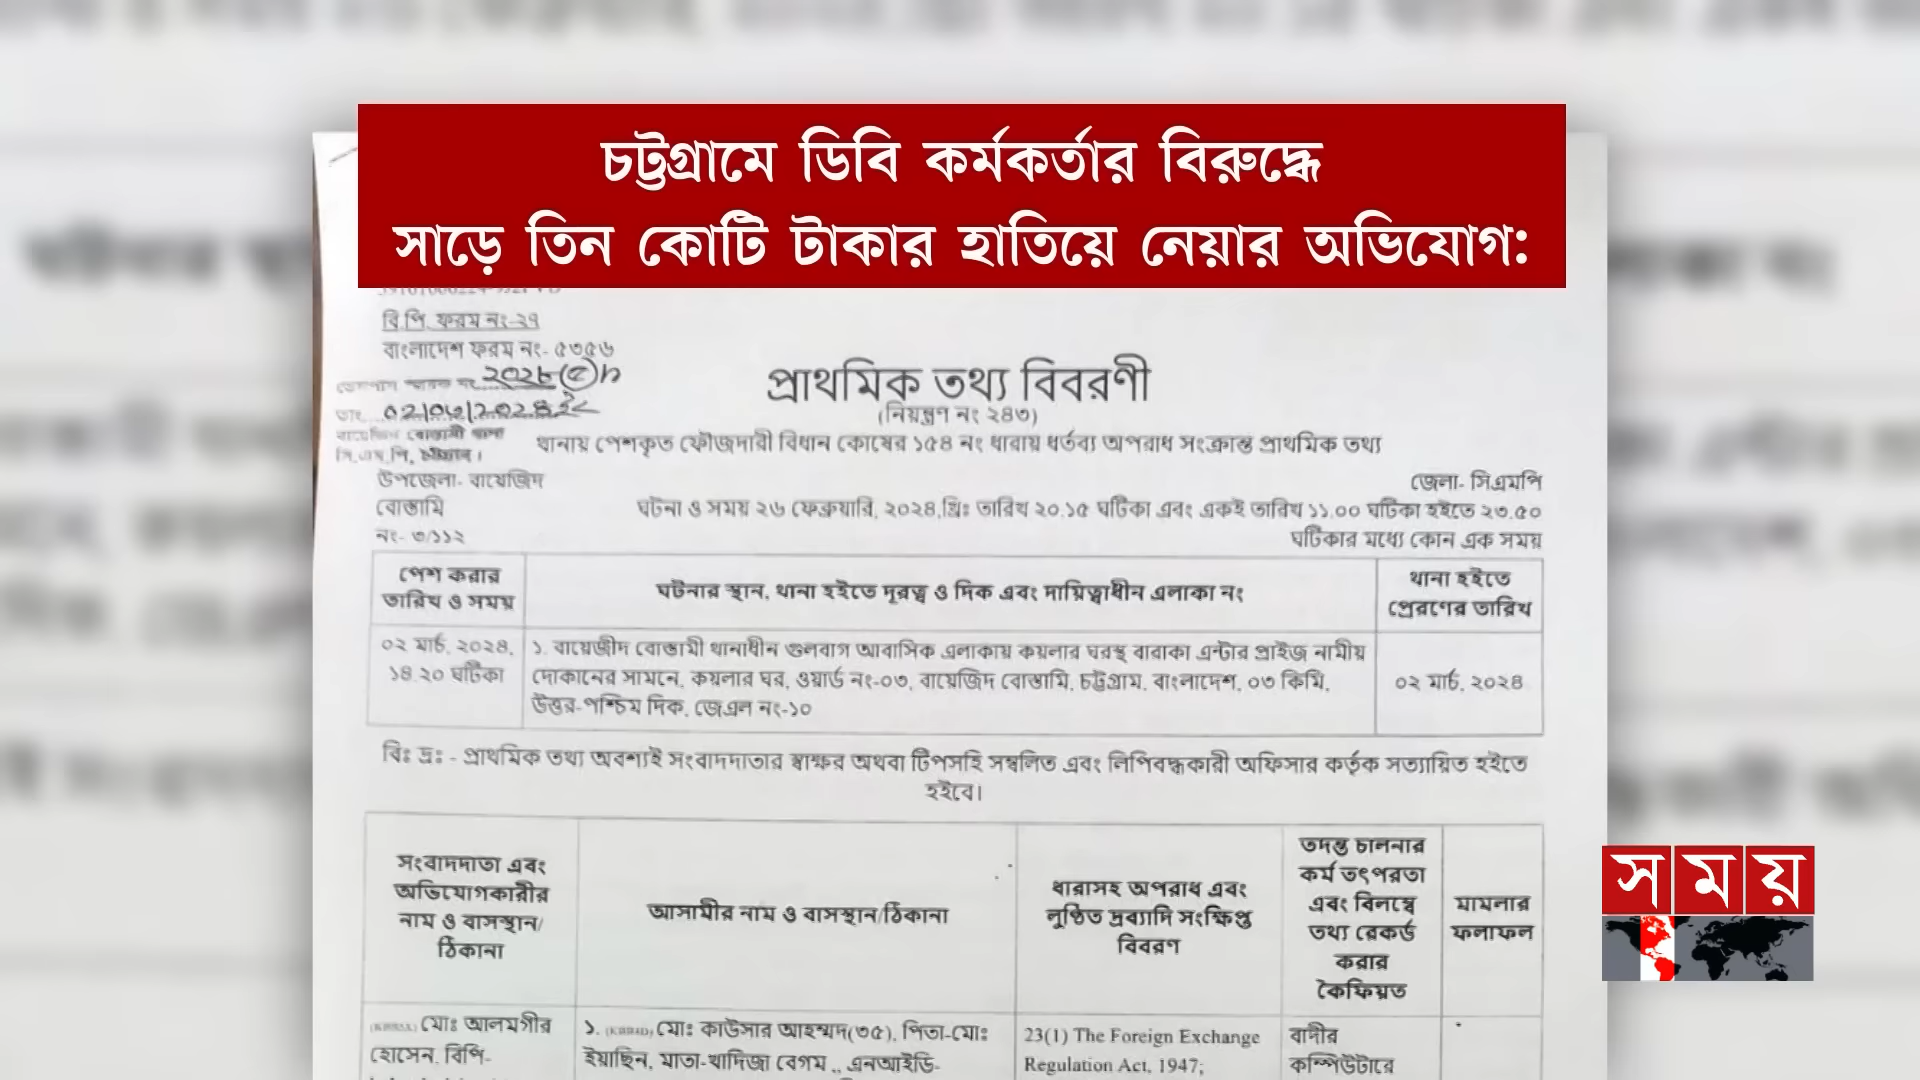 চট্টগ্রামে ডিবি কর্মকর্তার বিরুদ্ধে
সাড়ে তিন কোটি টাকার হাতিয়ে নেয়ার অভিযোগ:
বি.পি. ফরম নং-২৭
বাংলাদেশ ফরম নং- ৫৩৫৬
প্রাথমিক তথ্য বিবরণী
(নিয়ন্ত্রণ নং ২৪৩)
থানায় পেশকৃত ফৌজদারী বিধান কোষের ১৫৪ নং ধারায় ধর্তব্য অপরাধ সংক্রান্ত প্রাথমিক তথ্য
সি,এম,পি, চট্টগ্রাম।
উপজেলা- বায়েজিদ
বোস্তামি
নং- ৩/১১২
জেলা- সিএমপি
ঘটনা ও সময় ২৬ ফেব্রুয়ারি, ২০২৪,খ্রিঃ তারিখ ২০.১৫ ঘটিকা এবং একই তারিখ ১১.০০ ঘটিকা হইতে ২৩.৫০
ঘটিকার মধ্যে কোন এক সময়
পেশ করার
তারিখ ও সময়
ঘটনার স্থান, থানা হইতে দূরত্ব ও দিক এবং দায়িত্বাধীন এলাকা নং
থানা হইতে
প্রেরণের তারিখ
০২ মার্চ, ২০২৪,
১৪.২০ ঘটিকা
১. বায়েজীদ বোস্তামী থানাধীন গুলবাগ আবাসিক এলাকায় কয়লার ঘরস্থ বারাকা এন্টার প্রাইজ নামীয়
দোকানের সামনে, কয়লার ঘর, ওয়ার্ড নং-০৩, বায়েজিদ বোস্তামি, চট্টগ্রাম, বাংলাদেশ, ০৩ কিমি,
উত্তর-পশ্চিম দিক, জেএল নং-১০
০২ মার্চ, ২০২৪
বিঃ দ্রঃ - প্রাথমিক তথ্য অবশ্যই সংবাদদাতার স্বাক্ষর অথবা টিপসহি সম্বলিত এবং লিপিবদ্ধকারী অফিসার কর্তৃক সত্যায়িত হইতে
হইবে।
সংবাদদাতা এবং
অভিযোগকারীর
নাম ও বাসস্থান/
ঠিকানা
আসামীর নাম ও বাসস্থান/ঠিকানা
ধারাসহ অপরাধ এবং
লুণ্ঠিত দ্রব্যাদি সংক্ষিপ্ত
বিবরণ
তদন্ত চালনার
কর্ম তৎপরতা
এবং বিলম্বে
তথ্য রেকর্ড
করার
কৈফিয়ত
মামলার
ফলাফল
মোঃ আলমগীর
হোসেন, বিপি-
১. মোঃ কাউসার আহম্মদ(৩৫), পিতা-মোঃ
ইয়াছিন, মাতা-খাদিজা বেগম ,, এনআইডি-
23(1) The Foreign Exchange
Regulation Act, 1947;
বাদীর
কম্পিউটারে
সময়